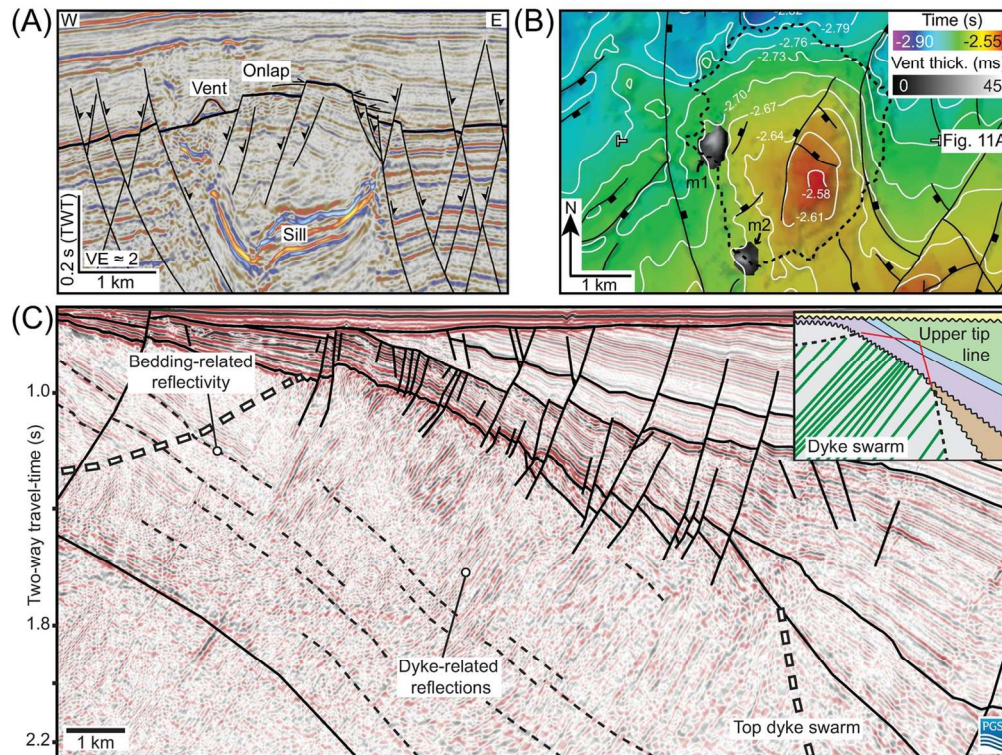 (A)
W
E
Onlap
Vent
Sill
0.2 s (TWT)
VE ≈ 2
1 km
(B)
Time (s)
-2.90
-2.55
Vent thick. (ms)
0
45
-2.82
-2.79
-2.76
-2.73
-2.70
-2.67
-2.64
-2.58
-2.61
m1
m2
Fig. 11A
N
1 km
(C)
Bedding-related
reflectivity
1.0
Two-way travel-time (s)
1.8
2.2
Dyke-related
reflections
Top dyke swarm
1 km
Upper tip
line
Dyke swarm
PGS